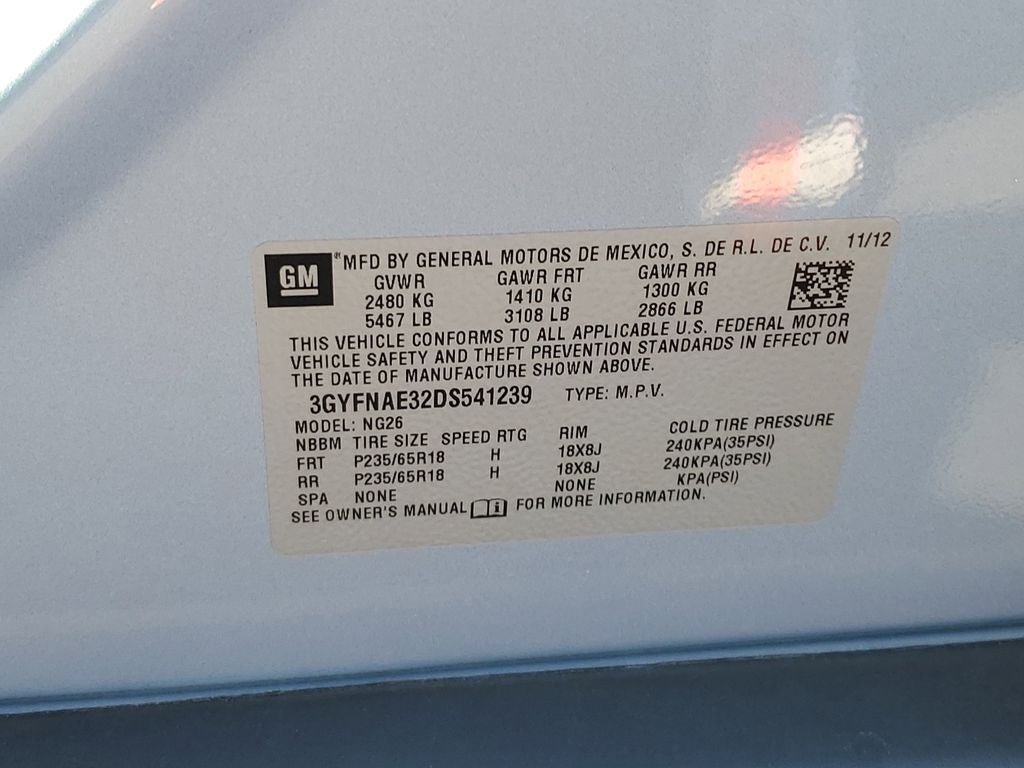 GM ® MFD BY GENERAL MOTORS DE MEXICO, S. DE R.L. DE C.V. 11/12
GVWR GAWR FRT GAWR RR
2480 KG 1410 KG 1300 KG
5467 LB 3108 LB 2866 LB
THIS VEHICLE CONFORMS TO ALL APPLICABLE U.S. FEDERAL MOTOR
VEHICLE SAFETY AND THEFT PREVENTION STANDARDS IN EFFECT ON
THE DATE OF MANUFACTURE SHOWN ABOVE.
3GYFNAE32DS541239 TYPE: M.P.V.
MODEL: NG26
NBBM TIRE SIZE SPEED RTG RIM COLD TIRE PRESSURE
FRT P235/65R18 H 18X8J 240KPA(35PSI)
RR P235/65R18 H 18X8J 240KPA(35PSI)
SPA NONE NONE KPA(PSI)
SEE OWNER'S MANUAL i FOR MORE INFORMATION.